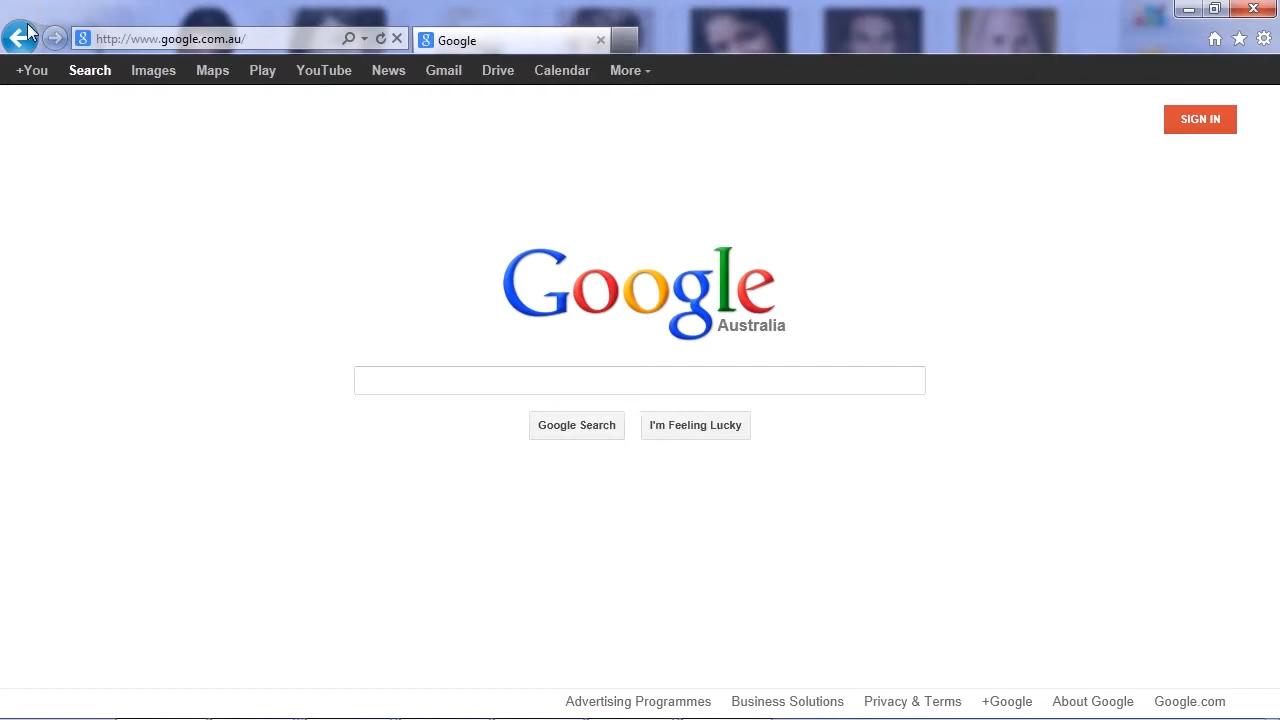 http://www.google.com.au/
Google
+You Search Images Maps Play YouTube News Gmail Drive Calendar More
SIGN IN
Google
Australia
Google Search I'm Feeling Lucky
Advertising Programmes Business Solutions Privacy & Terms +Google About Google Google.com